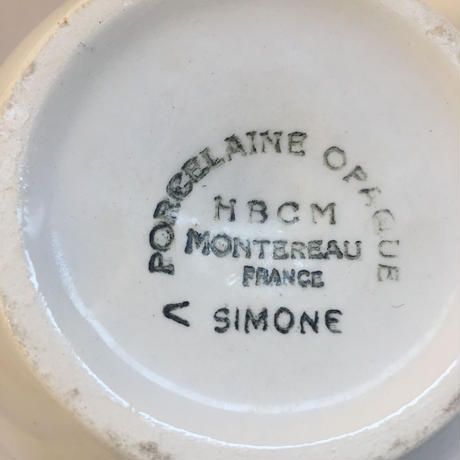 PORCELAINE OPAQUE
HBCM
MONTEREAU
FRANCE
V SIMONE